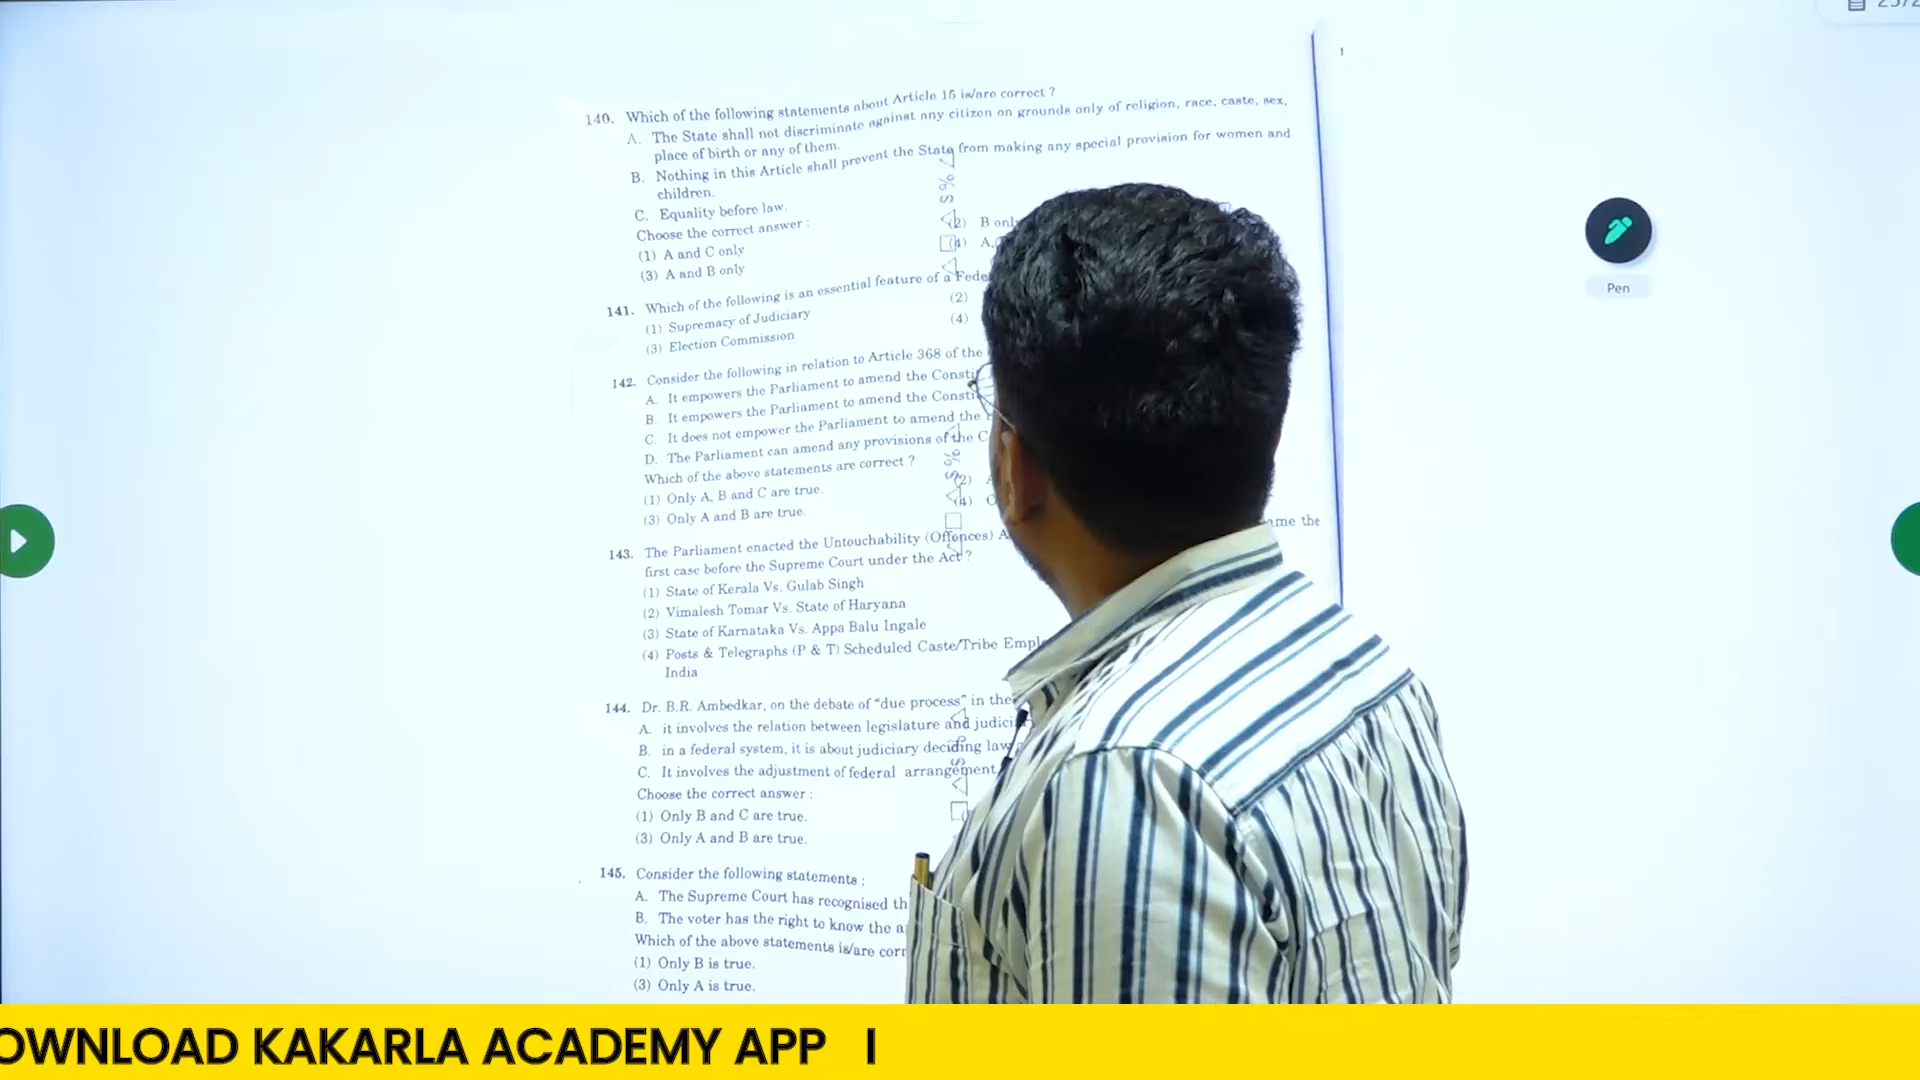 140. Which of the following statements about Article 15 is/are correct ?
A. The State shall not discriminate against any citizen on grounds only of religion, race, caste, sex,
place of birth or any of them.
B. Nothing in this Article shall prevent the State from making any special provision for women and
children.
C. Equality before law.
Choose the correct answer :
(1) A and C only (2) B only
(3) A and B only (4) A,
141. Which of the following is an essential feature of a
(1) Supremacy of Judiciary (2)
(3) Election Commission (4)
142. Consider the following in relation to Article 368 of the
A. It empowers the Parliament to amend the
B. It empowers the Parliament to amend the
C. It does not empower the Parliament to amend the
D. The Parliament can amend any provisions of the
Which of the above statements are correct ?
(1) Only A, B and C are true. (2)
(3) Only A and B are true. (4)
143. The Parliament enacted the Untouchability (Offences) the
first case before the Supreme Court under the Act ?
(1) State of Kerala Vs. Gulab Singh
(2) Vimalesh Tomar Vs. State of Haryana
(3) State of Karnataka Vs. Appa Balu Ingale
(4) Posts & Telegraphs (P & T) Scheduled Caste/Tribe
India
144. Dr. B.R. Ambedkar, on the debate of “due process” in the
A. it involves the relation between legislature and
B. in a federal system, it is about judiciary deciding law
C. It involves the adjustment of federal arrangement
Choose the correct answer :
(1) Only B and C are true.
(3) Only A and B are true.
145. Consider the following statements :
A. The Supreme Court has recognised
B. The voter has the right to know the
Which of the above statements is/are
(1) Only B is true.
(3) Only A is true.
Pen
OWNLOAD KAKARLA ACADEMY APP I